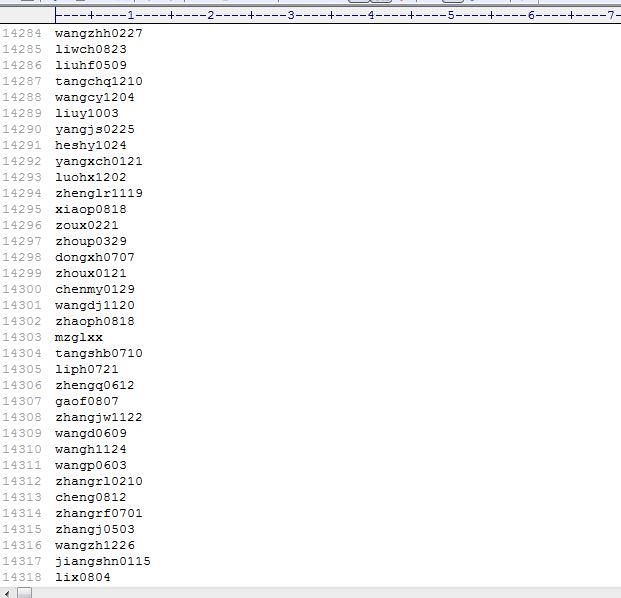 ----+----1----+----2----+----3----+----4----+----5----+----6----+----7-
14284 wangzhh0227
14285 liwch0823
14286 liuhf0509
14287 tangchq1210
14288 wangcy1204
14289 liuy1003
14290 yangjs0225
14291 heshy1024
14292 yangxch0121
14293 luohx1202
14294 zhenglr1119
14295 xiaop0818
14296 zoux0221
14297 zhoup0329
14298 dongxh0707
14299 zhoux0121
14300 chenmy0129
14301 wangdj1120
14302 zhaoph0818
14303 mzglxx
14304 tangshb0710
14305 liph0721
14306 zhengq0612
14307 gaof0807
14308 zhangjw1122
14309 wangd0609
14310 wangh1124
14311 wangp0603
14312 zhangrl0210
14313 cheng0812
14314 zhangrf0701
14315 zhangj0503
14316 wangzh1226
14317 jiangshn0115
14318 lix0804